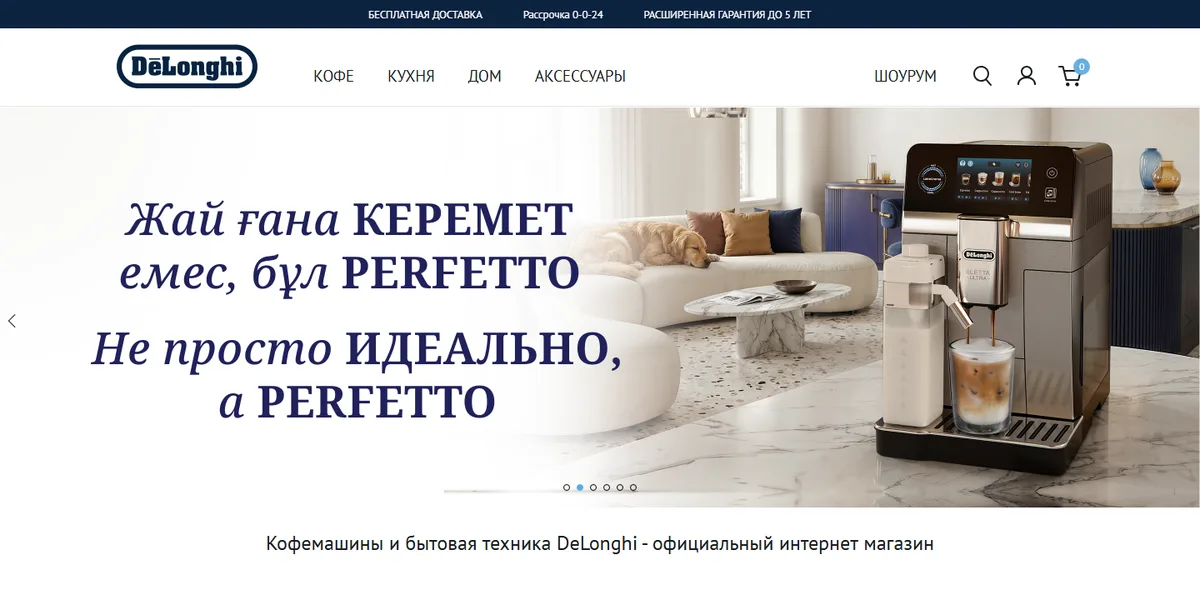 БЕСПЛАТНАЯ ДОСТАВКА
Рассрочка 0-0-24
РАСШИРЕННАЯ ГАРАНТИЯ ДО 5 ЛЕТ
DēLonghi
КОФЕ
КУХНЯ
ДОМ
АКСЕССУАРЫ
ШОУРУМ
0
Жай ғана КЕРЕМЕТ
емес, бұл PERFETTO
Не просто ИДЕАЛЬНО,
а PERFETTO
DēLonghi
ELETTA
ULTRA
Кофемашины и бытовая техника DeLonghi - официальный интернет магазин